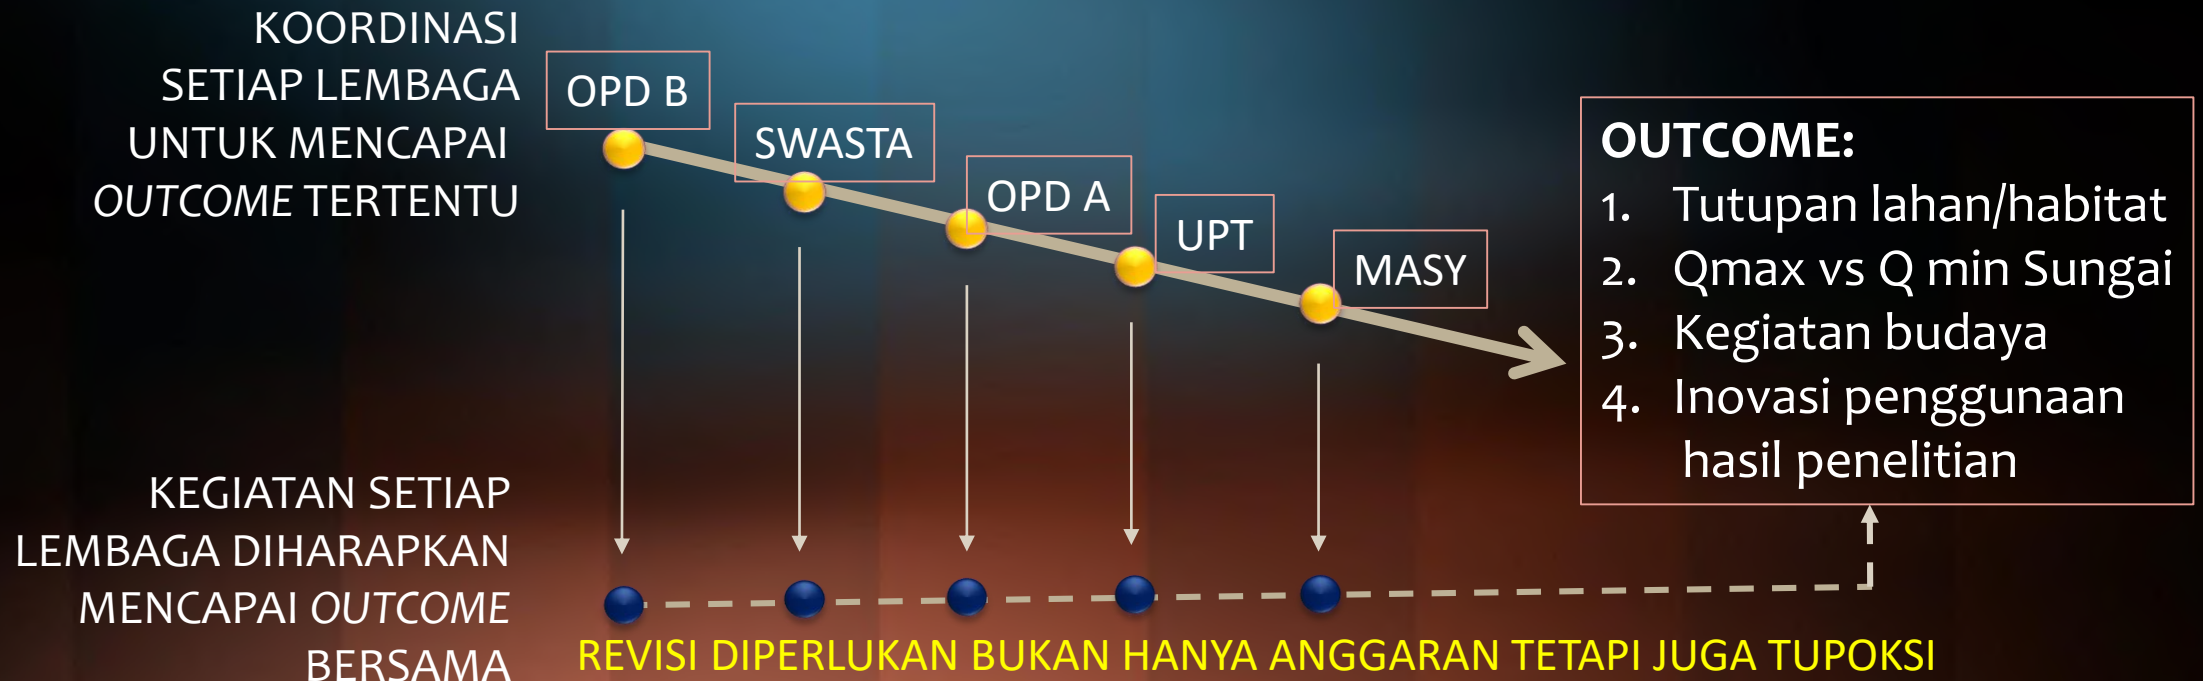 KOORDINASI
SETIAP LEMBAGA
UNTUK MENCAPAI
OUTCOME TERTENTU
OPD B
SWASTA
OPD A
UPT
MASY
OUTCOME:
1. Tutupan lahan/habitat
2. Qmax vs Q min Sungai
3. Kegiatan budaya
4. Inovasi penggunaan
hasil penelitian
KEGIATAN SETIAP
LEMBAGA DIHARAPKAN
MENCAPAI OUTCOME
BERSAMA
REVISI DIPERLUKAN BUKAN HANYA ANGGARAN TETAPI JUGA TUPOKSI